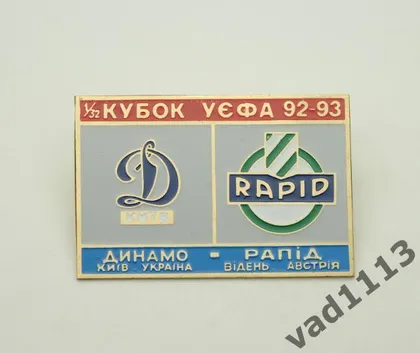 1/32 КУБОК УЄФА 92-93
Д
КИЇВ
RAPID
ДИНАМО - РАПІД
КИЇВ УКРАЇНА ВІДЕНЬ АВСТРІЯ
vad1113